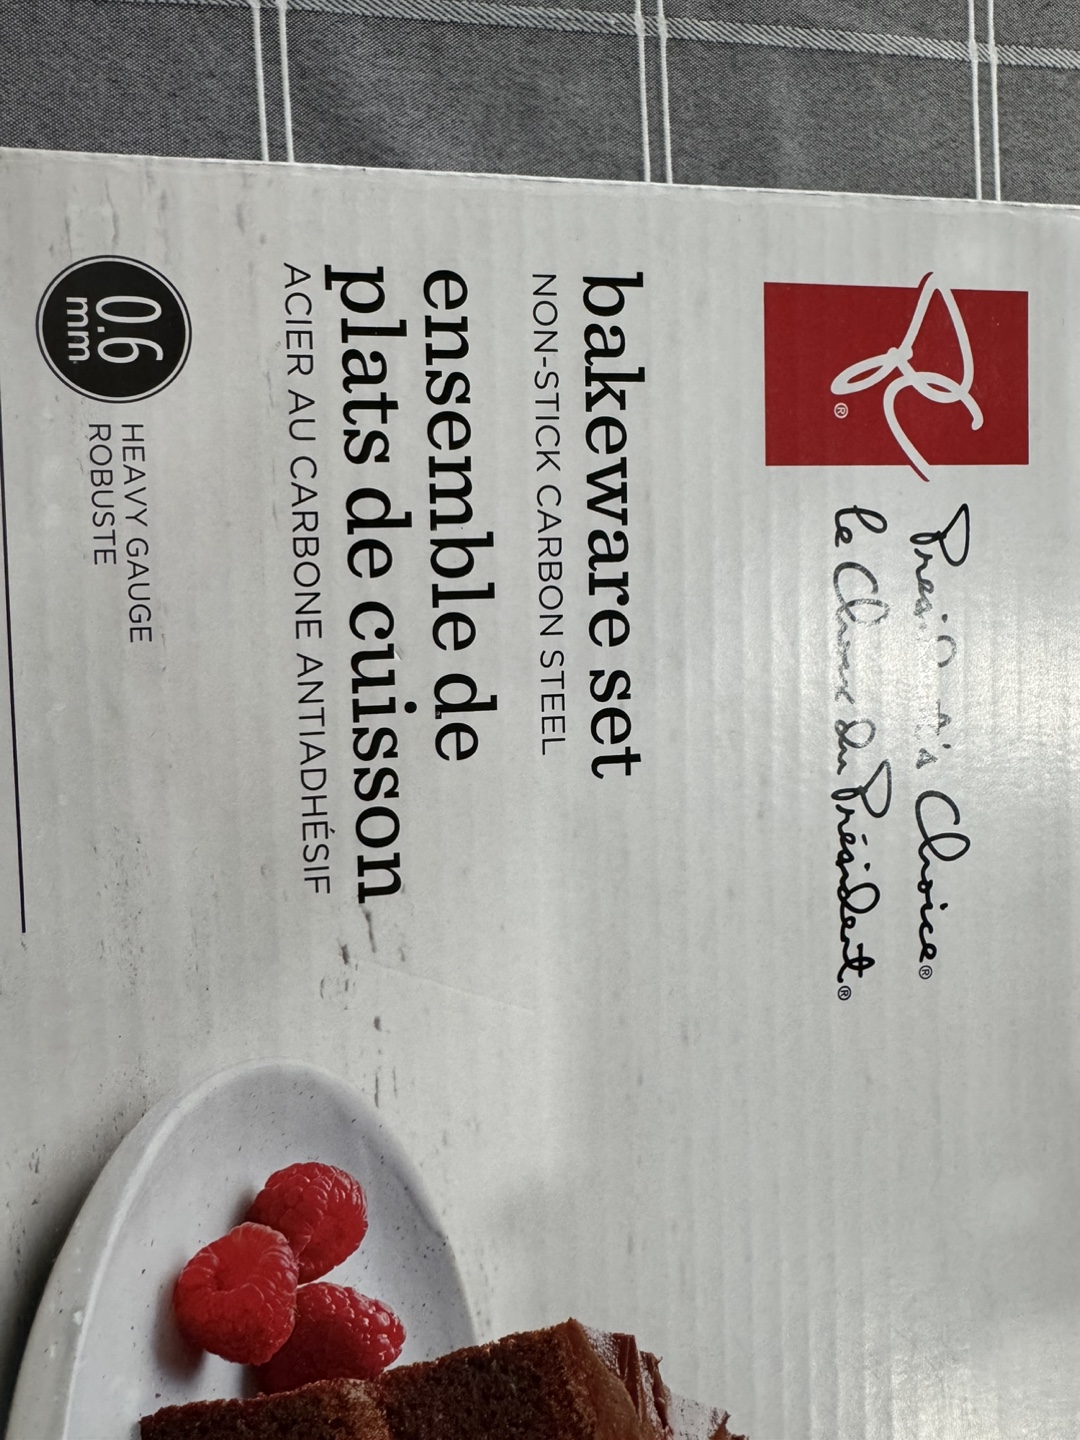 PC®
President's Choice®
le Choix du Président®
bakeware set
NON-STICK CARBON STEEL
ensemble de
plats de cuisson
ACIER AU CARBONE ANTIADHÉSIF
0.6
mm
HEAVY GAUGE
ROBUSTE